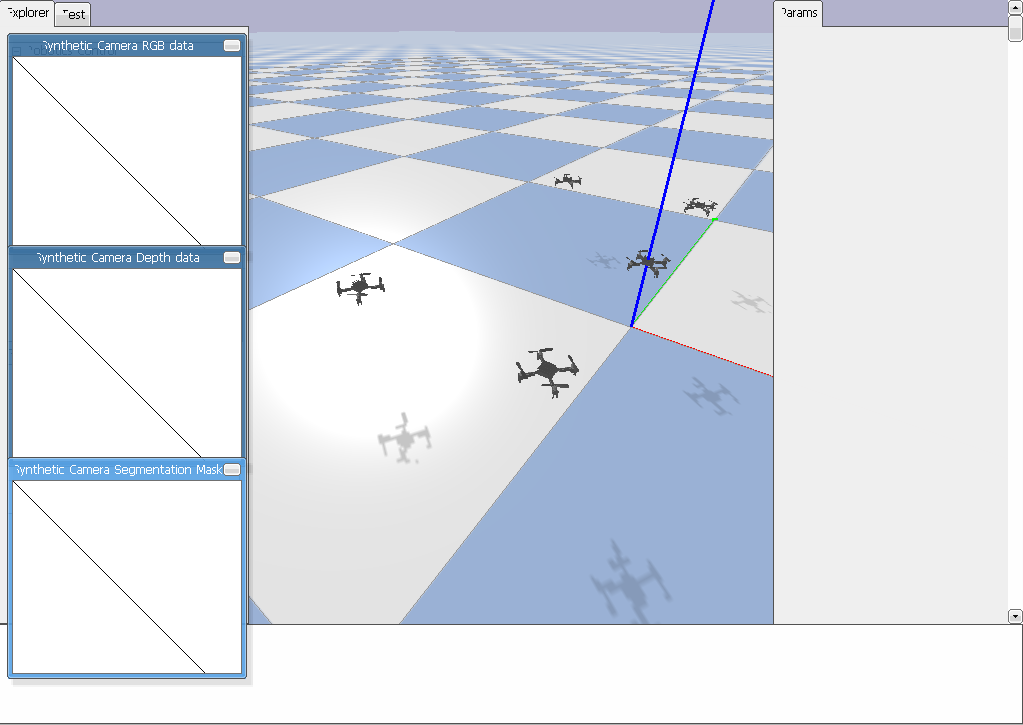 Explorer
Test
Params
Synthetic Camera RGB data
Synthetic Camera Depth data
Synthetic Camera Segmentation Mask